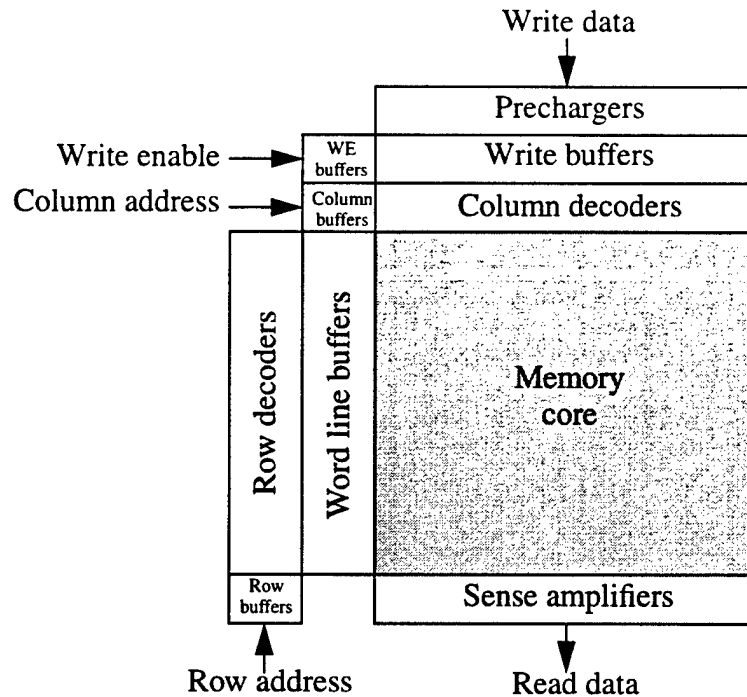 Write data
Prechargers
Write enable
WE
buffers
Write buffers
Column address
Column
buffers
Column decoders
Row decoders
Word line buffers
Memory
core
Row
buffers
Sense amplifiers
Row address
Read data